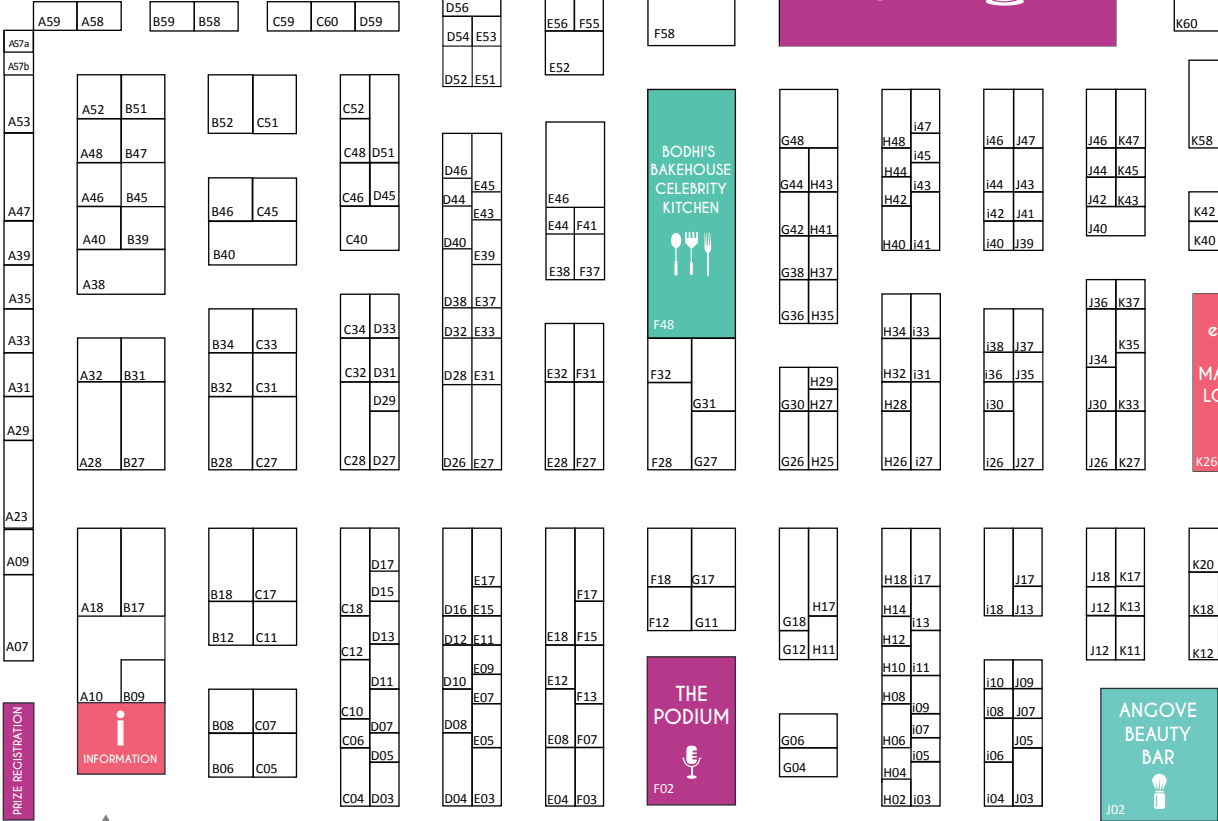 D56
E56 F55
F58
K60
A59 A58 B59 B58 C59 C60 D59
A57a
D54 E53
A57b
E52
D52 E51
A53
A52 B51
B52 C51
C52
G48
H48 i47
i46 J47
J46 K47
K58
A48 B47
C48 D51
i45
BODHI'S
BAKEHOUSE
CELEBRITY
KITCHEN
D46
H44
J44 K45
E45
G44 H43
i43
i44 J43
A47
A46 B45
C46 D45
D44
E46
H42
J42 K43
B46 C45
E43
i42 J41
K42
E44 F41
G42 H41
J40
A40 B39
C40
D40
H40 i41
i40 J39
K40
A39
B40
E39
E38 F37
G38 H37
A38
A35
D38 E37
J36 K37
G36 H35
F48
C34 D33
D32 E33
H34 i33
e
A33
B34 C33
i38 J37
K35
J34
A32 B31
C32 D31
D28 E31
E32 F31
F32
H32 i31
i36 J35
MA
LO
A31
B32 C31
H29
D29
G31
G30 H27
H28
i30
J30 K33
A29
A28 B27
B28 C27
C28 D27
D26 E27
E28 F27
F28 G27
G26 H25
H26 i27
i26 J27
J26 K27
K26
A23
A09
D17
K20
B18 C17
D15
E17
F18 G17
H18 i17
J17
J18 K17
F17
A18 B17
C18
D16 E15
H17
H14
i18 J13
J12 K13
K18
F12 G11
G18
i13
B12 C11
D13
D12 E11
E18 F15
H12
A07
C12
G12 H11
J12 K11
K12
E09
H10 i11
D11
D10
E12
i10 J09
A10 B09
E07
F13
H08
THE
PODIUM
C10
i09
i08 J07
ANGOVE
BEAUTY
BAR
B08 C07
D07
D08
i07
C06
E05
E08 F07
G06
H06
J05
INFORMATION
D05
i05
i06
B06 C05
G04
H04
PRIZE REGISTRATION
F02
C04 D03
D04 E03
E04 F03
H02 i03
i04 J03
J02